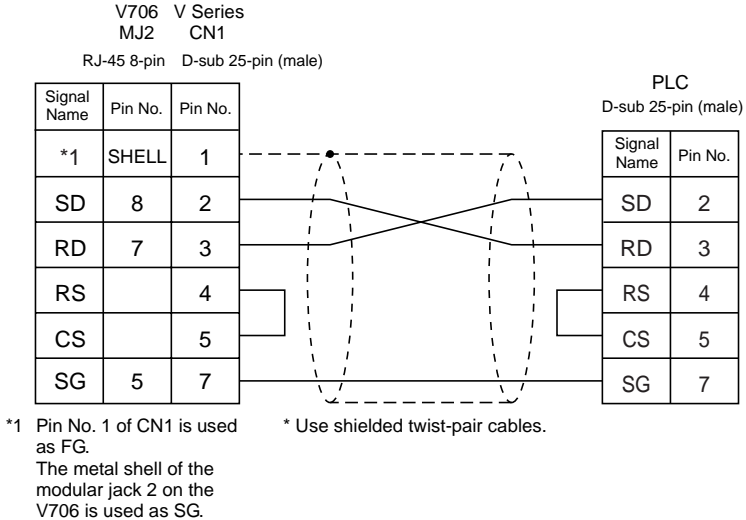 V706 V Series
MJ2 CN1
RJ-45 8-pin D-sub 25-pin (male)
Signal Name Pin No. Pin No.
*1 SHELL 1
SD 8 2
RD 7 3
RS 4
CS 5
SG 5 7
PLC
D-sub 25-pin (male)
Signal Name Pin No.
SD 2
RD 3
RS 4
CS 5
SG 7
*1 Pin No. 1 of CN1 is used
as FG.
The metal shell of the
modular jack 2 on the
V706 is used as SG.
* Use shielded twist-pair cables.